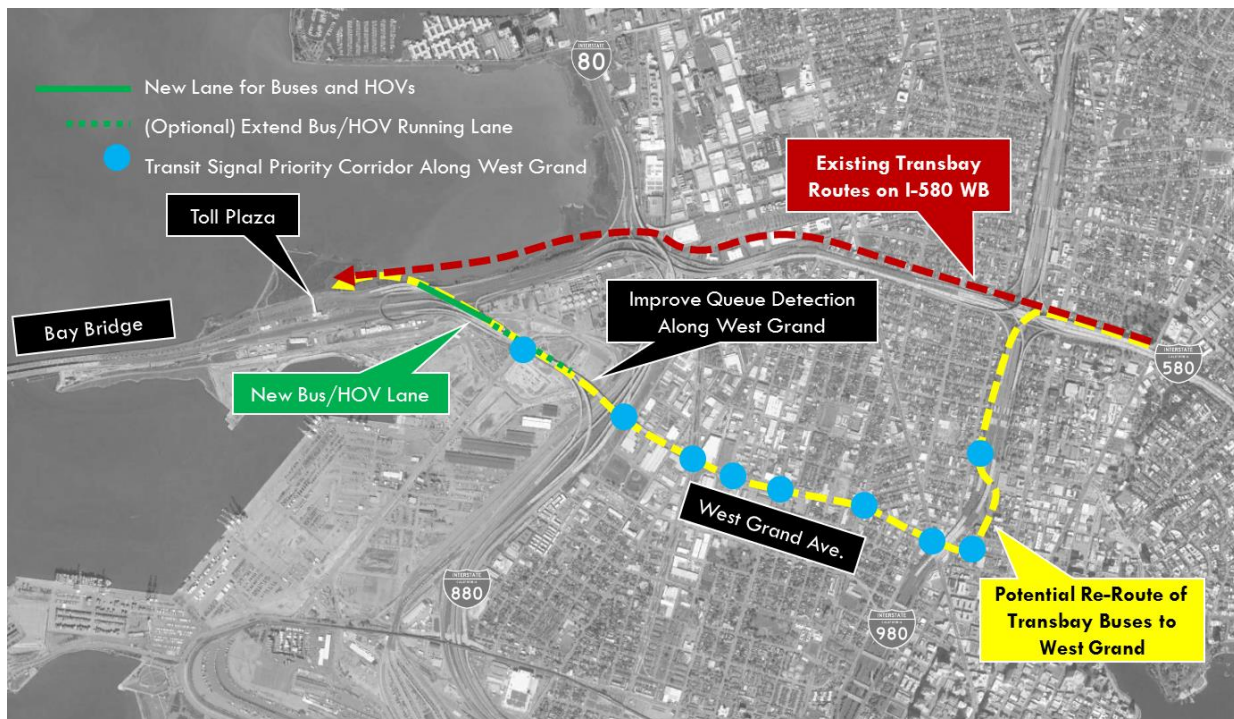 INTERSTATE
80
New Lane for Buses and HOVs
(Optional) Extend Bus/HOV Running Lane
Transit Signal Priority Corridor Along West Grand
Existing Transbay
Routes on I-580 WB
Toll Plaza
Improve Queue Detection
Along West Grand
Bay Bridge
INTERSTATE
CALIFORNIA
580
New Bus/HOV Lane
West Grand Ave.
INTERSTATE
CALIFORNIA
880
INTERSTATE
CALIFORNIA
980
Potential Re-Route of
Transbay Buses to
West Grand